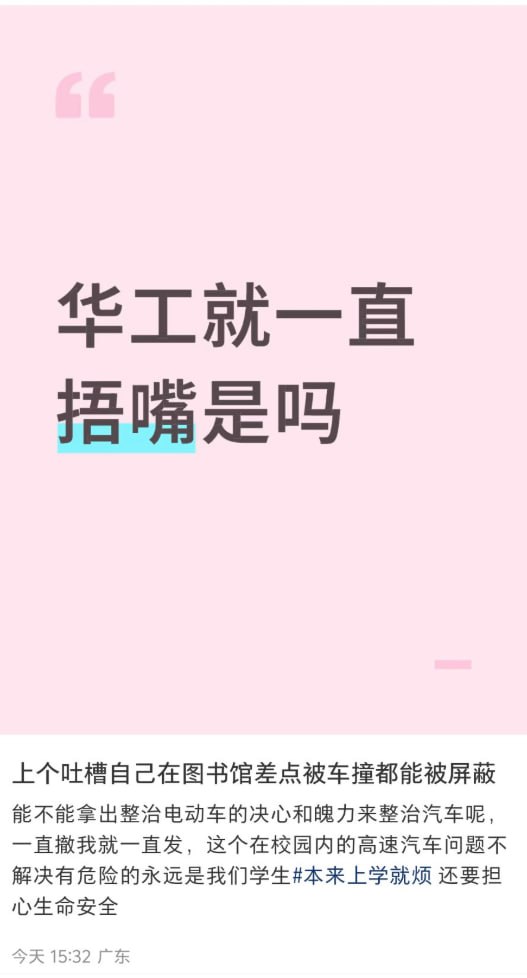 华工就一直
捂嘴是吗
上个吐槽自己在图书馆差点被车撞都能被屏蔽
能不能拿出整治电动车的决心和魄力来整治汽车呢，
一直撤我就一直发，这个在校园内的高速汽车问题不
解决有危险的永远是我们学生#本来上学就烦 还要担
心生命安全
今天 15:32 广东